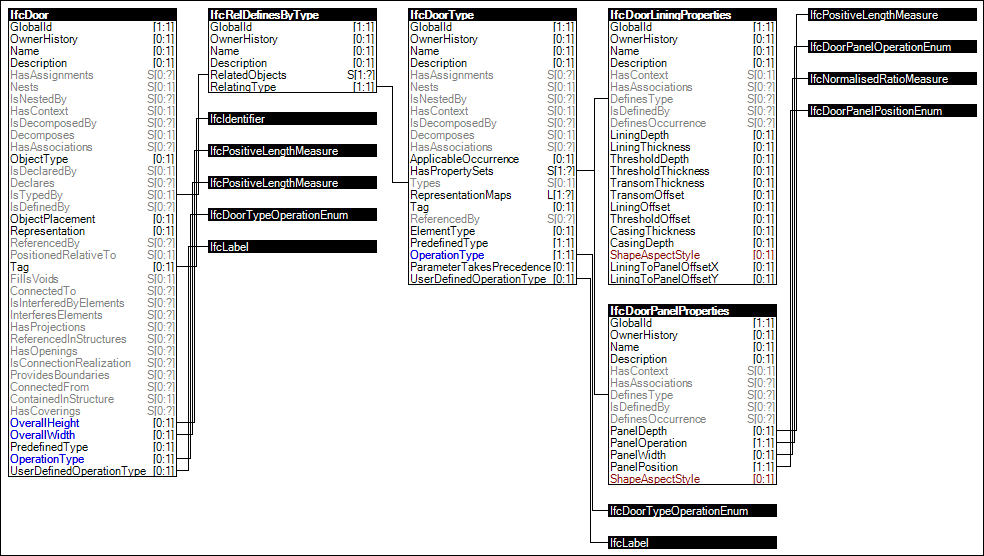 IfcDoor
GlobalId [1:1]
OwnerHistory [0:1]
Name [0:1]
Description [0:1]
HasAssignments S[0:?]
Nests S[0:1]
IsNestedBy S[0:?]
HasContext S[0:1]
IsDecomposedBy S[0:?]
Decomposes S[0:1]
HasAssociations S[0:?]
ObjectType [0:1]
IsDeclaredBy S[0:1]
Declares S[0:?]
IsTypedBy S[0:1]
IsDefinedBy S[0:?]
ObjectPlacement [0:1]
Representation [0:1]
ReferencedBy S[0:?]
PositionedRelativeTo S[0:?]
Tag [0:1]
FillsVoids S[0:1]
ConnectedTo S[0:?]
IsInterferedByElements S[0:?]
InterferesElements S[0:?]
HasProjections S[0:?]
ReferencedInStructures S[0:?]
HasOpenings S[0:?]
IsConnectionRealization S[0:?]
ProvidesBoundaries S[0:?]
ConnectedFrom S[0:?]
ContainedInStructure S[0:1]
HasCoverings S[0:?]
OverallHeight [0:1]
OverallWidth [0:1]
PredefinedType [0:1]
OperationType [0:1]
UserDefinedOperationType [0:1]
IfcRelDefinesByType
GlobalId [1:1]
OwnerHistory [0:1]
Name [0:1]
Description [0:1]
RelatedObjects S[1:?]
RelatingType [1:1]
IfcIdentifier
IfcPositiveLengthMeasure
IfcPositiveLengthMeasure
IfcDoorTypeOperationEnum
IfcLabel
IfcDoorType
GlobalId [1:1]
OwnerHistory [0:1]
Name [0:1]
Description [0:1]
HasAssignments S[0:?]
Nests S[0:1]
IsNestedBy S[0:?]
HasContext S[0:1]
IsDecomposedBy S[0:?]
Decomposes S[0:1]
HasAssociations S[0:?]
ApplicableOccurrence [0:1]
HasPropertySets S[1:?]
Types S[0:1]
RepresentationMaps L[1:?]
Tag [0:1]
ReferencedBy S[0:?]
ElementType [0:1]
PredefinedType [1:1]
OperationType [1:1]
ParameterTakesPrecedence [0:1]
UserDefinedOperationType [0:1]
IfcDoorLiningProperties
GlobalId [1:1]
OwnerHistory [0:1]
Name [0:1]
Description [0:1]
HasContext S[0:1]
HasAssociations S[0:?]
DefinesType S[0:?]
IsDefinedBy S[0:?]
DefinesOccurrence S[0:?]
LiningDepth [0:1]
LiningThickness [0:1]
ThresholdDepth [0:1]
ThresholdThickness [0:1]
TransomThickness [0:1]
TransomOffset [0:1]
LiningOffset [0:1]
ThresholdOffset [0:1]
CasingThickness [0:1]
CasingDepth [0:1]
ShapeAspectStyle [0:1]
LiningToPanelOffsetX [0:1]
LiningToPanelOffsetY [0:1]
IfcDoorPanelProperties
GlobalId [1:1]
OwnerHistory [0:1]
Name [0:1]
Description [0:1]
HasContext S[0:1]
HasAssociations S[0:?]
DefinesType S[0:?]
IsDefinedBy S[0:?]
DefinesOccurrence S[0:?]
PanelDepth [0:1]
PanelOperation [1:1]
PanelWidth [0:1]
PanelPosition [1:1]
ShapeAspectStyle [0:1]
IfcDoorTypeOperationEnum
IfcLabel
IfcPositiveLengthMeasure
IfcDoorPanelOperationEnum
IfcNormalisedRatioMeasure
IfcDoorPanelPositionEnum